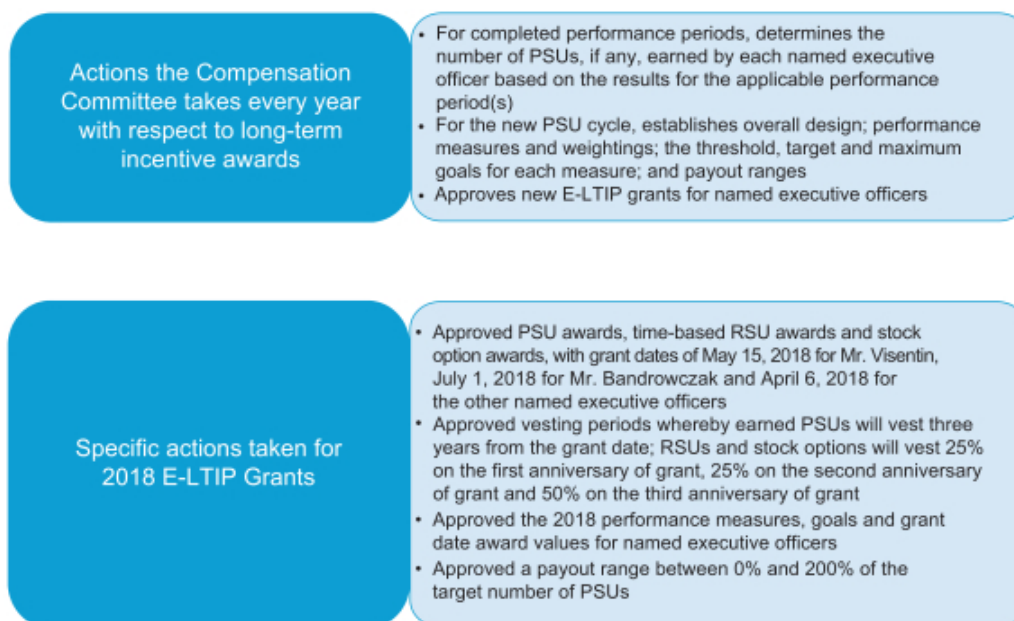 Actions the Compensation
Committee takes every year
with respect to long-term
incentive awards
• For completed performance periods, determines the
number of PSUs, if any, earned by each named executive
officer based on the results for the applicable performance
period(s)
• For the new PSU cycle, establishes overall design; performance
measures and weightings; the threshold, target and maximum
goals for each measure; and payout ranges
• Approves new E-LTIP grants for named executive officers
Specific actions taken for
2018 E-LTIP Grants
• Approved PSU awards, time-based RSU awards and stock
option awards, with grant dates of May 15, 2018 for Mr. Visentin,
July 1, 2018 for Mr. Bandrowczak and April 6, 2018 for
the other named executive officers
• Approved vesting periods whereby earned PSUs will vest three
years from the grant date; RSUs and stock options will vest 25%
on the first anniversary of grant, 25% on the second anniversary
of grant and 50% on the third anniversary of grant
• Approved the 2018 performance measures, goals and grant
date award values for named executive officers
• Approved a payout range between 0% and 200% of the
target number of PSUs